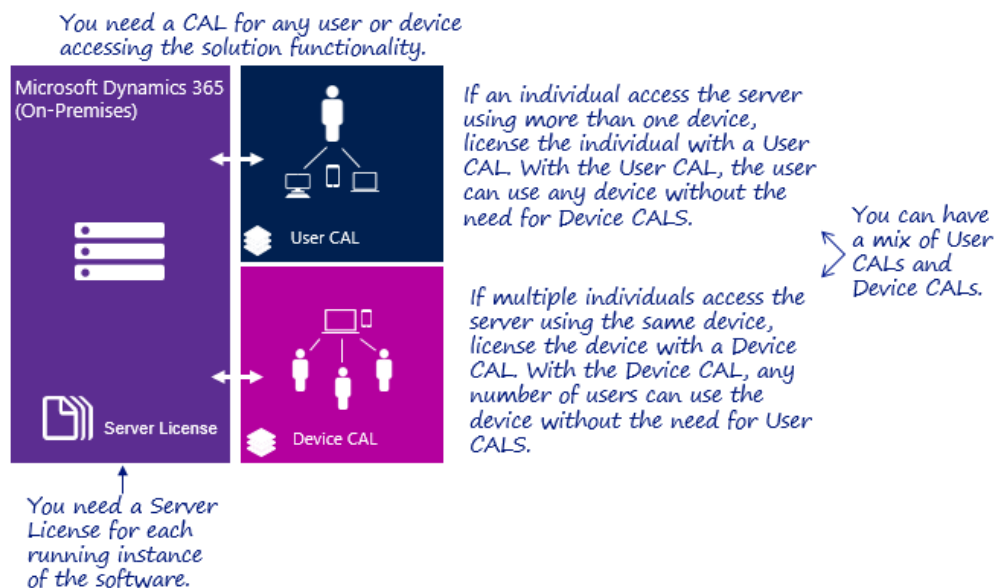 You need a CAL for any user or device
accessing the solution functionality.
Microsoft Dynamics 365
(On-Premises)
Server License
User CAL
Device CAL
If an individual access the server
using more than one device,
license the individual with a User
CAL. With the User CAL, the user
can use any device without the
need for Device CALS.
If multiple individuals access the
server using the same device,
license the device with a Device
CAL. With the Device CAL, any
number of users can use the
device without the need for User
CALS.
You can have
a mix of User
CALs and
Device CALs.
You need a Server
License for each
running instance
of the software.